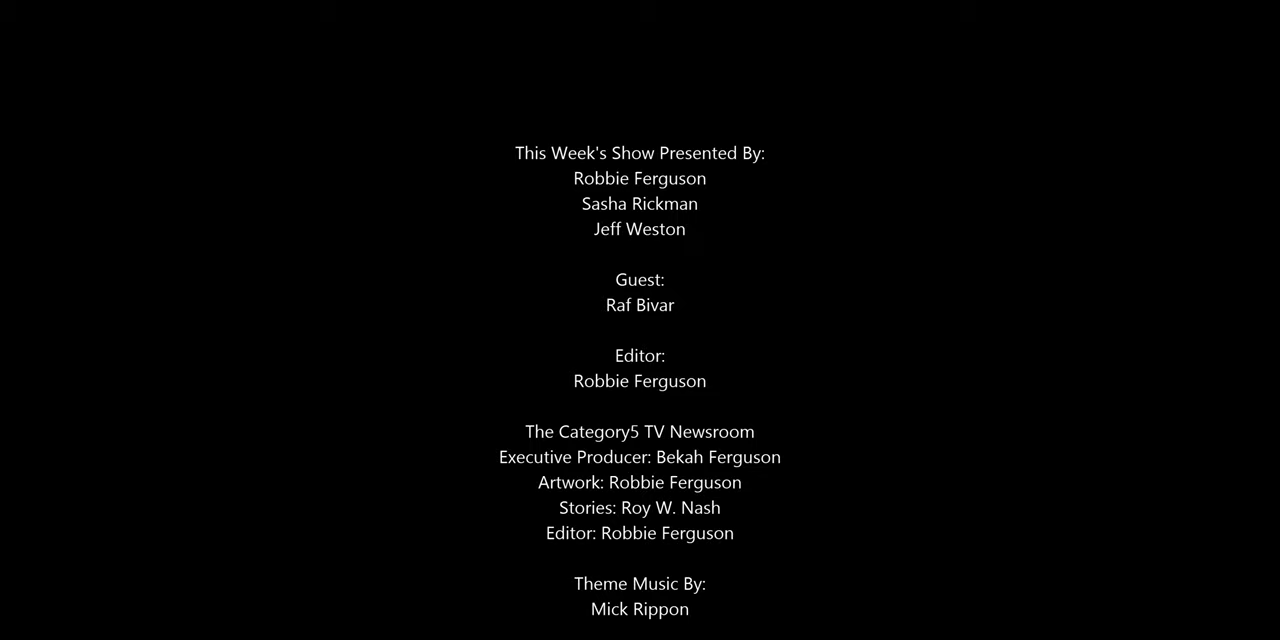 This Week's Show Presented By:
Robbie Ferguson
Sasha Rickman
Jeff Weston
Guest:
Raf Bivar
Editor:
Robbie Ferguson
The Category5 TV Newsroom
Executive Producer: Bekah Ferguson
Artwork: Robbie Ferguson
Stories: Roy W. Nash
Editor: Robbie Ferguson
Theme Music By:
Mick Rippon